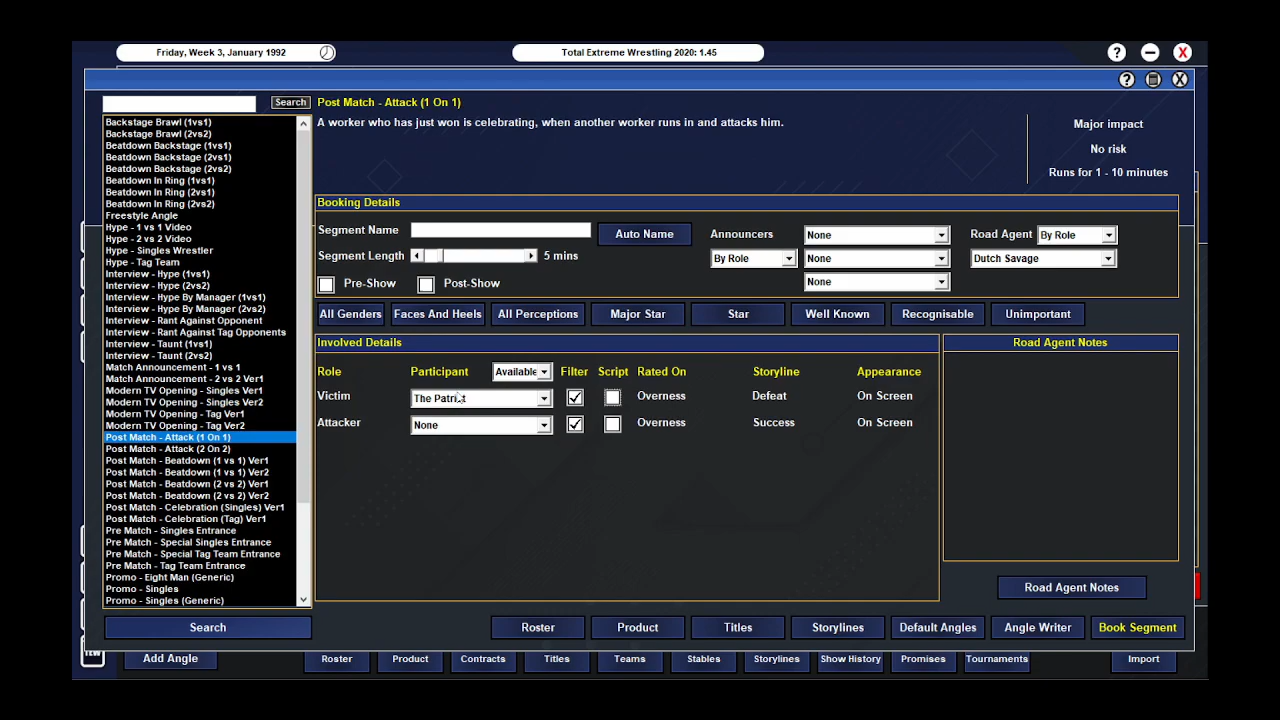 Friday, Week 3, January 1992
Total Extreme Wrestling 2020: 1.45
?
X
?
X
Search
Post Match - Attack (1 On 1)
A worker who has just won is celebrating, when another worker runs in and attacks him.
Major impact
No risk
Runs for 1 - 10 minutes
Backstage Brawl (1vs1)
Backstage Brawl (2vs2)
Beatdown Backstage (1vs1)
Beatdown Backstage (2vs1)
Beatdown Backstage (2vs2)
Beatdown In Ring (1vs1)
Beatdown In Ring (2vs1)
Beatdown In Ring (2vs2)
Freestyle Angle
Hype - 1 vs 1 Video
Hype - 2 vs 2 Video
Hype - Singles Wrestler
Hype - Tag Team
Interview - Hype (1vs1)
Interview - Hype (2vs2)
Interview - Hype By Manager (1vs1)
Interview - Hype By Manager (2vs2)
Interview - Rant Against Opponent
Interview - Rant Against Tag Opponents
Interview - Taunt (1vs1)
Interview - Taunt (2vs2)
Match Announcement - 1 vs 1
Match Announcement - 2 vs 2 Ver1
Modern TV Opening - Singles Ver1
Modern TV Opening - Singles Ver2
Modern TV Opening - Tag Ver1
Modern TV Opening - Tag Ver2
Post Match - Attack (1 On 1)
Post Match - Attack (2 On 2)
Post Match - Beatdown (1 vs 1) Ver1
Post Match - Beatdown (1 vs 1) Ver2
Post Match - Beatdown (2 vs 2) Ver1
Post Match - Beatdown (2 vs 2) Ver2
Post Match - Celebration (Singles) Ver1
Post Match - Celebration (Tag) Ver1
Pre Match - Singles Entrance
Pre Match - Special Singles Entrance
Pre Match - Special Tag Team Entrance
Pre Match - Tag Team Entrance
Promo - Eight Man (Generic)
Promo - Singles
Promo - Singles (Generic)
Search
Booking Details
Segment Name
Auto Name
Announcers
None
Road Agent
By Role
Segment Length
5 mins
By Role
None
Dutch Savage
Pre-Show
Post-Show
None
All Genders
Faces And Heels
All Perceptions
Major Star
Star
Well Known
Recognisable
Unimportant
Involved Details
Road Agent Notes
Role
Participant
Available
Filter
Script
Rated On
Storyline
Appearance
Victim
The Patriot
Overness
Defeat
On Screen
Attacker
None
Overness
Success
On Screen
Road Agent Notes
Roster
Product
Titles
Storylines
Default Angles
Angle Writer
Book Segment
TEW
Add Angle
Roster
Product
Contracts
Titles
Teams
Stables
Storylines
Show History
Promises
Tournaments
Import